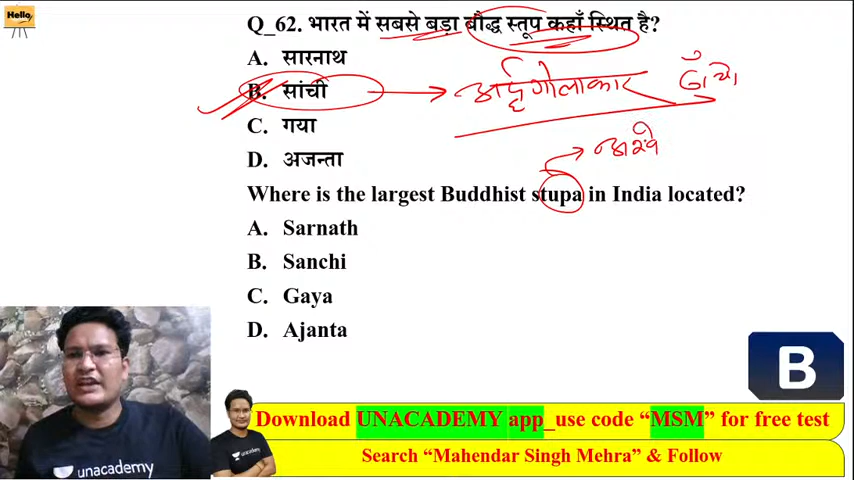 Hello
Q_62. भारत में सबसे बड़ा बौद्ध स्तूप कहाँ स्थित है?
A. सारनाथ
B. सांची
अर्द्धगोलाकार
C. गया
D. अजन्ता
Where is the largest Buddhist stupa in India located?
A. Sarnath
B. Sanchi
C. Gaya
D. Ajanta
B
unacademy
Download UNACADEMY app_use code “MSM” for free test
Search “Mahendar Singh Mehra” & Follow